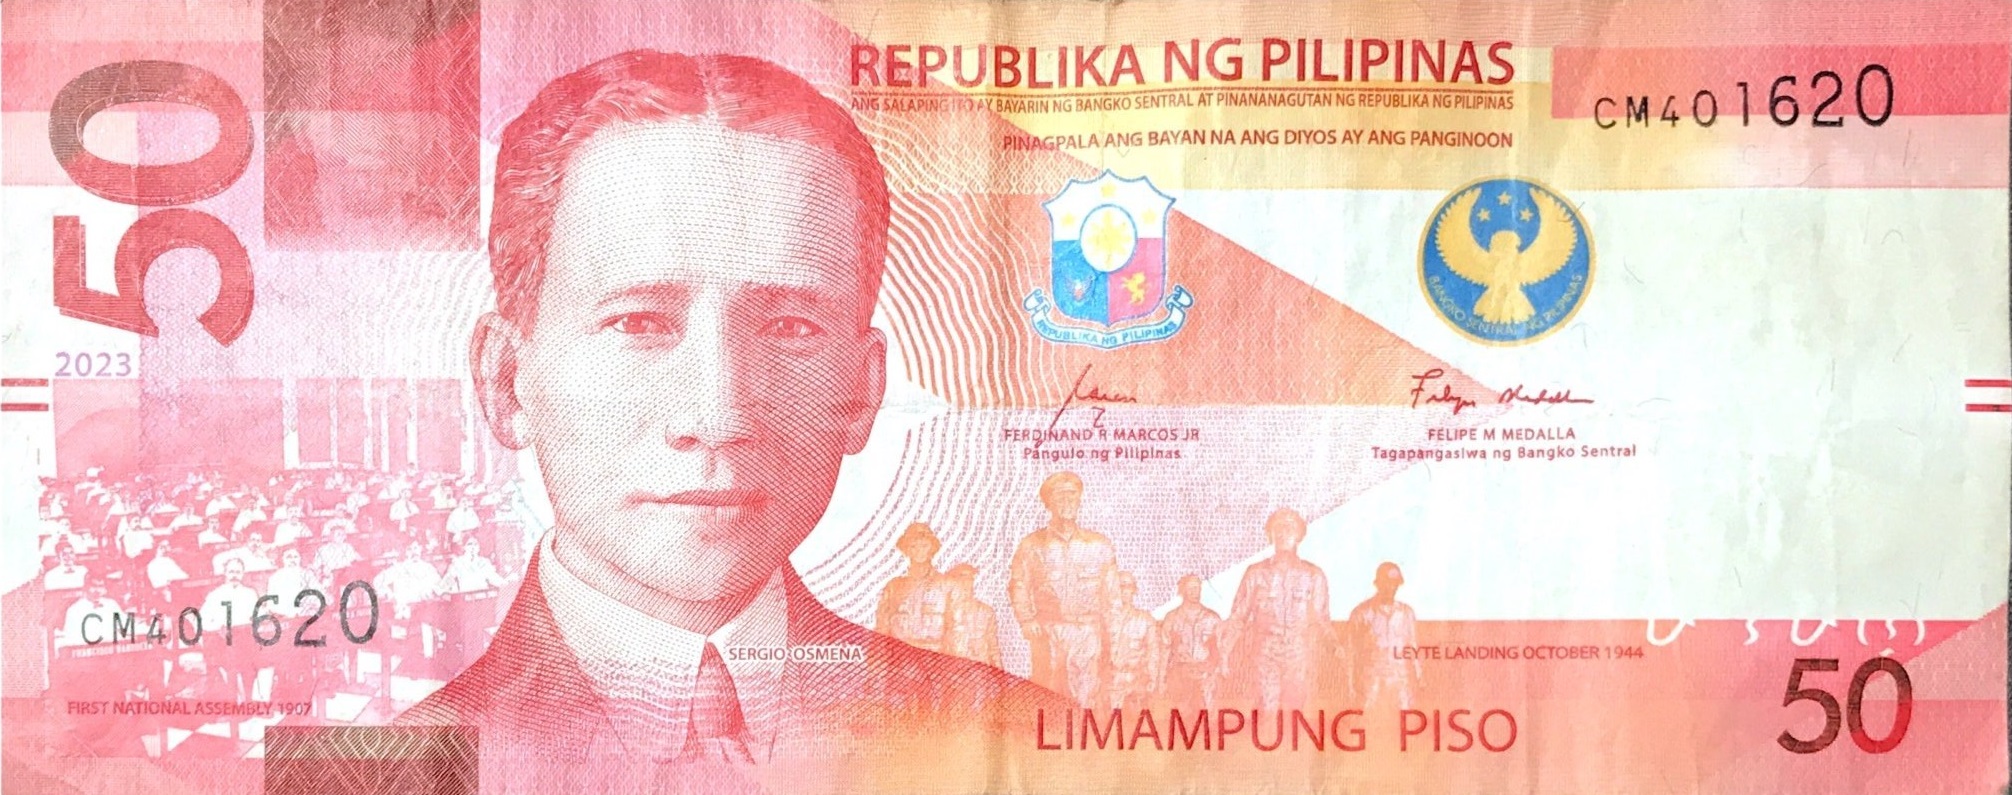 50
2023
REPUBLIKA NG PILIPINAS
ANG SALAPING ITO AY BAYARIN NG BANGKO SENTRAL AT PINANANAGUTAN NG REPUBLIKA NG PILIPINAS
PINAGPALA ANG BAYAN NA ANG DIYOS AY ANG PANGINOON
CM401620
REPUBLIKA NG PILIPINAS
BANGKO SENTRAL NG PILIPINAS
FERDINAND R MARCOS JR
Pangulo ng Pilipinas
FELIPE M MEDALLA
Tagapangasiwa ng Bangko Sentral
CM401620
SERGIO OSMEÑA
LEYTE LANDING OCTOBER 1944
FIRST NATIONAL ASSEMBLY 1907
LIMAMPUNG PISO
50